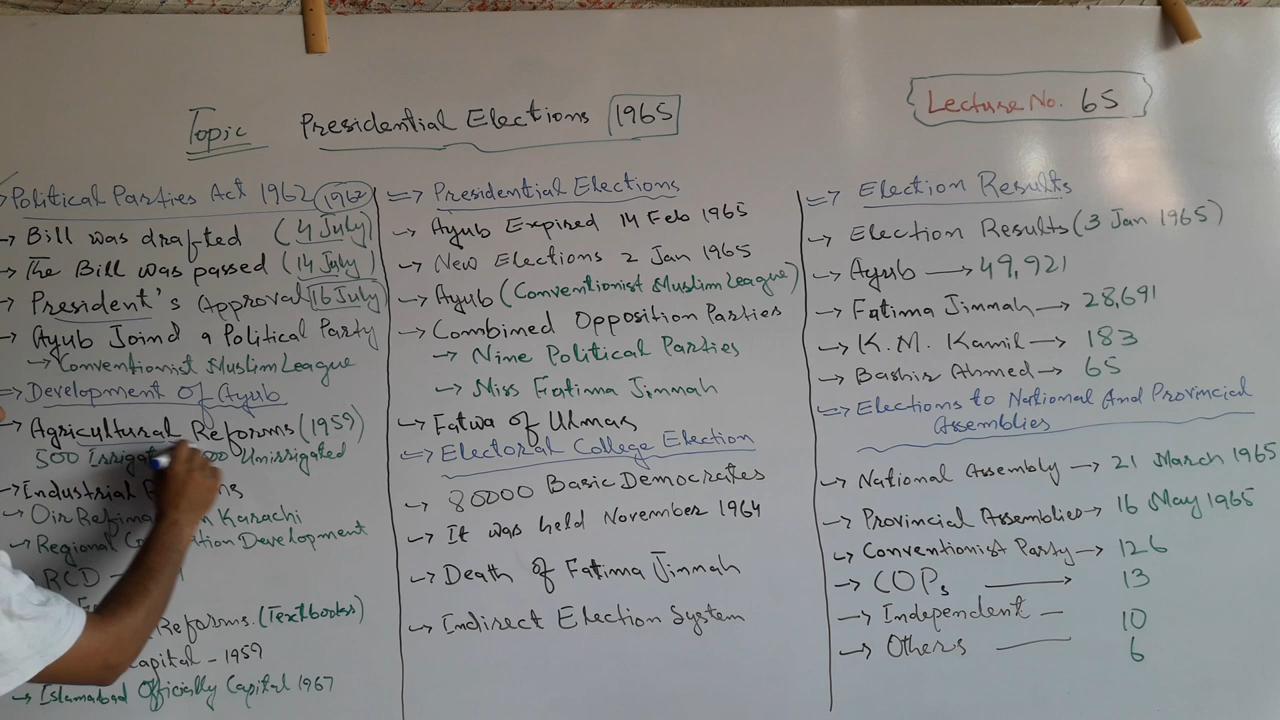 Topic Presidential Elections 1965
Lecture No. 65
Political Parties Act 1962 (1962)
→ Bill was drafted (4 July)
→ The Bill was passed (14 July)
→ President's Approval 16 July
→ Ayub Joind a Political Party
→ Conventionist Muslim League
⇒ Development of Ayub
→ Agricultural Reforms (1959)
500 Unirrigated
→ Industrial
→ Karachi
→ Regional Development
RCD
Reforms (Textbooks)
Capital - 1959
→ Islamabad Officially Capital 1967
⇒ Presidential Elections
→ Ayub Expired 14 Feb 1965
→ New Elections 2 Jan 1965
→ Ayub (Conventionist Muslim League)
→ Combined Opposition Parties
→ Nine Political Parties
→ Miss Fatima Jinnah
→ Fatwa of Ulmas
⇒ Electoral College Election
→ 80000 Basic Democrates
→ It was held November 1964
→ Death of Fatima Jinnah
→ Indirect Election System
⇒ Election Results
→ Election Results (3 Jan 1965)
→ Ayub → 49,921
→ Fatima Jinnah → 28,691
→ K.M. Kamil → 183
→ Bashir Ahmed → 65
⇒ Elections to National And Provincial
Assemblies
→ National Assembly → 21 March 1965
→ Provincial Assemblies → 16 May 1965
→ Conventionist Party → 126
→ COPs → 13
→ Independent — 10
→ Others — 6